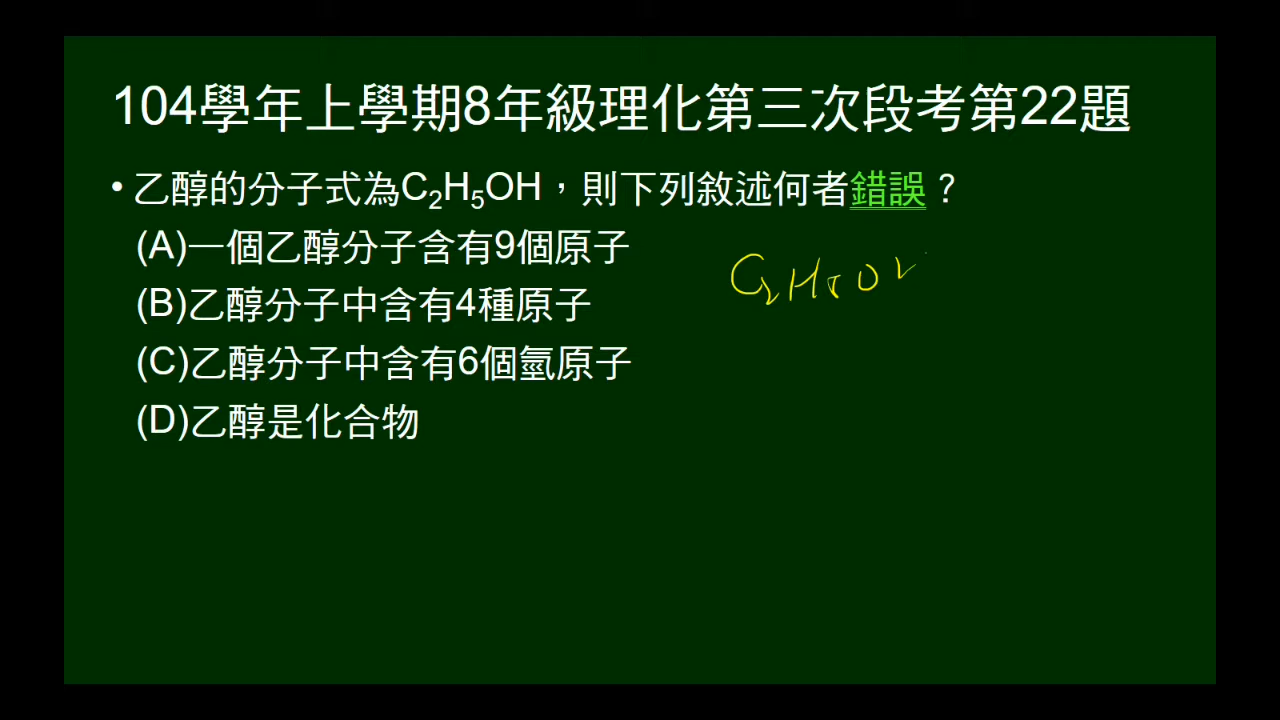 104學年上學期8年級理化第三次段考第22題
• 乙醇的分子式為C₂H₅OH，則下列敘述何者錯誤？
(A)一個乙醇分子含有9個原子
C₂H₅O
(B)乙醇分子中含有4種原子
(C)乙醇分子中含有6個氫原子
(D)乙醇是化合物